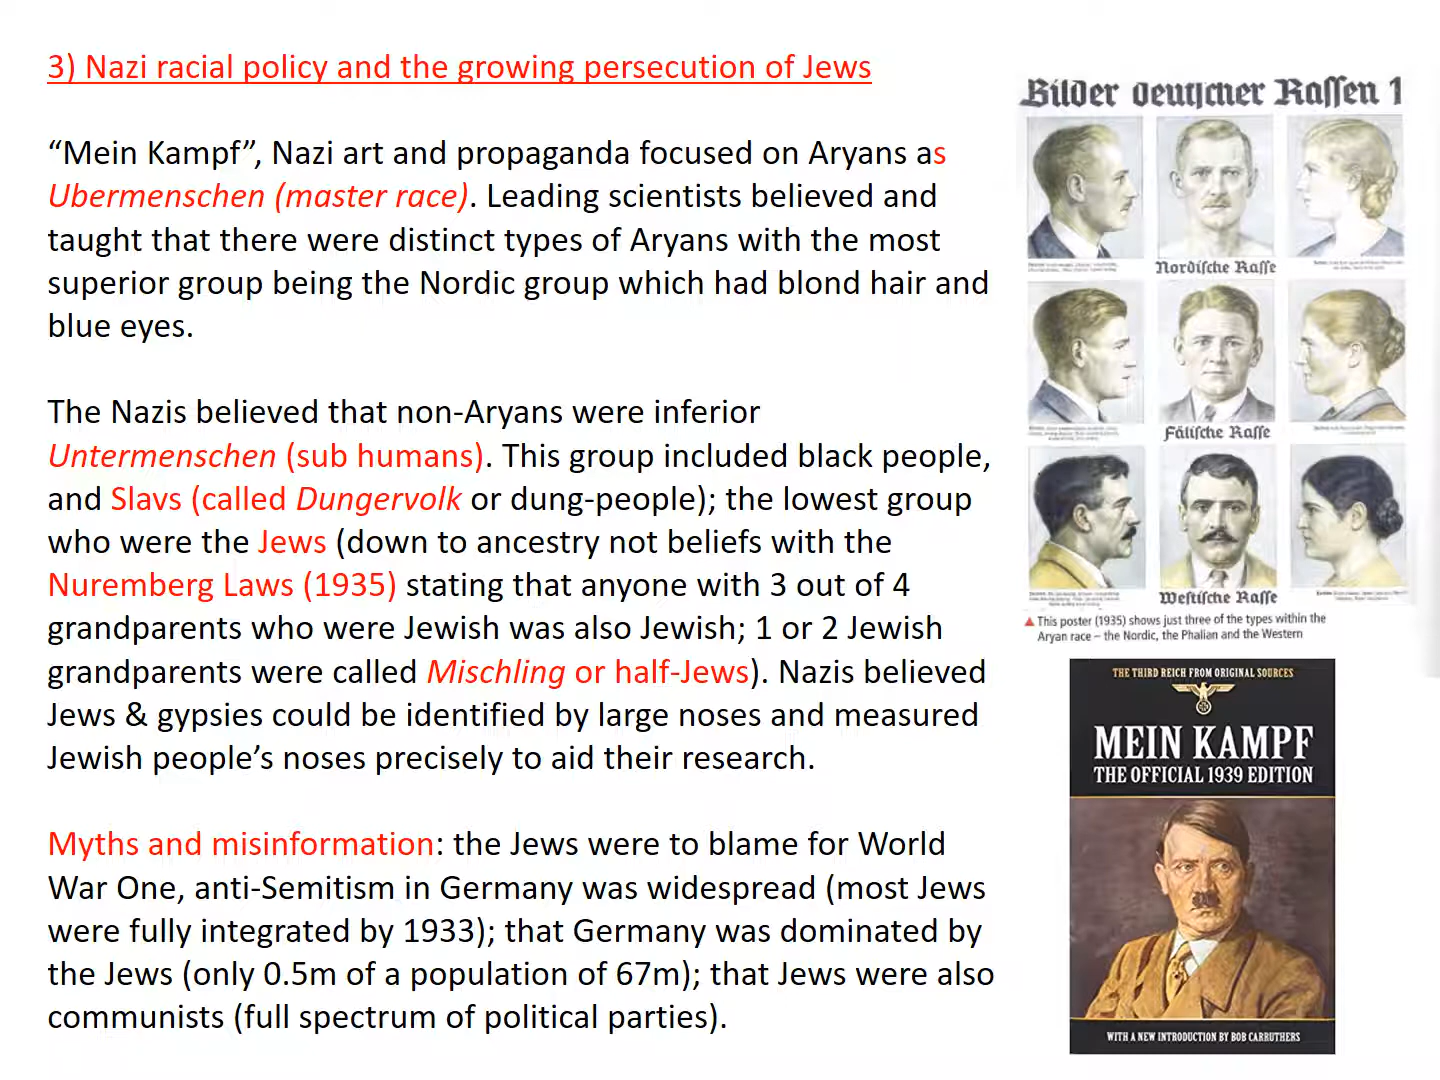 3) Nazi racial policy and the growing persecution of Jews
“Mein Kampf”, Nazi art and propaganda focused on Aryans as
Ubermenschen (master race). Leading scientists believed and
taught that there were distinct types of Aryans with the most
superior group being the Nordic group which had blond hair and
blue eyes.
The Nazis believed that non-Aryans were inferior
Untermenschen (sub humans). This group included black people,
and Slavs (called Dungervolk or dung-people); the lowest group
who were the Jews (down to ancestry not beliefs with the
Nuremberg Laws (1935) stating that anyone with 3 out of 4
grandparents who were Jewish was also Jewish; 1 or 2 Jewish
grandparents were called Mischling or half-Jews). Nazis believed
Jews & gypsies could be identified by large noses and measured
Jewish people’s noses precisely to aid their research.
Myths and misinformation: the Jews were to blame for World
War One, anti-Semitism in Germany was widespread (most Jews
were fully integrated by 1933); that Germany was dominated by
the Jews (only 0.5m of a population of 67m); that Jews were also
communists (full spectrum of political parties).
Bilder deutscher Rassen 1
Nordische Rasse
Fälische Rasse
Westische Rasse
▲ This poster (1935) shows just three of the types within the
Aryan race – the Nordic, the Phalian and the Western
THE THIRD REICH FROM ORIGINAL SOURCES
MEIN KAMPF
THE OFFICIAL 1939 EDITION
WITH A NEW INTRODUCTION BY BOB CARRUTHERS